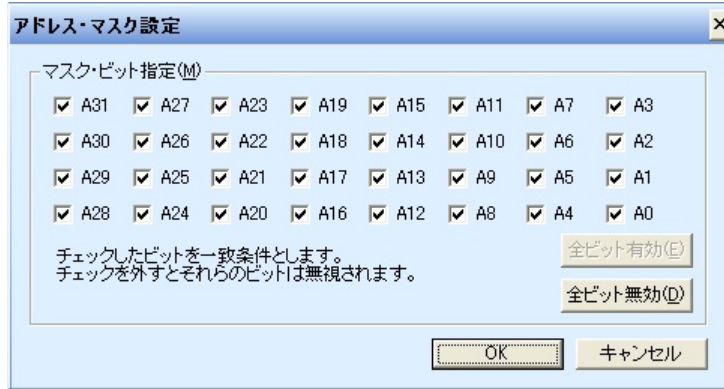 アドレス・マスク設定
マスク・ビット指定(M)
A31 A27 A23 A19 A15 A11 A7 A3
A30 A26 A22 A18 A14 A10 A6 A2
A29 A25 A21 A17 A13 A9 A5 A1
A28 A24 A20 A16 A12 A8 A4 A0
チェックしたビットを一致条件とします。
チェックを外すとそれらのビットは無視されます。
全ビット有効(E)
全ビット無効(D)
OK キャンセル